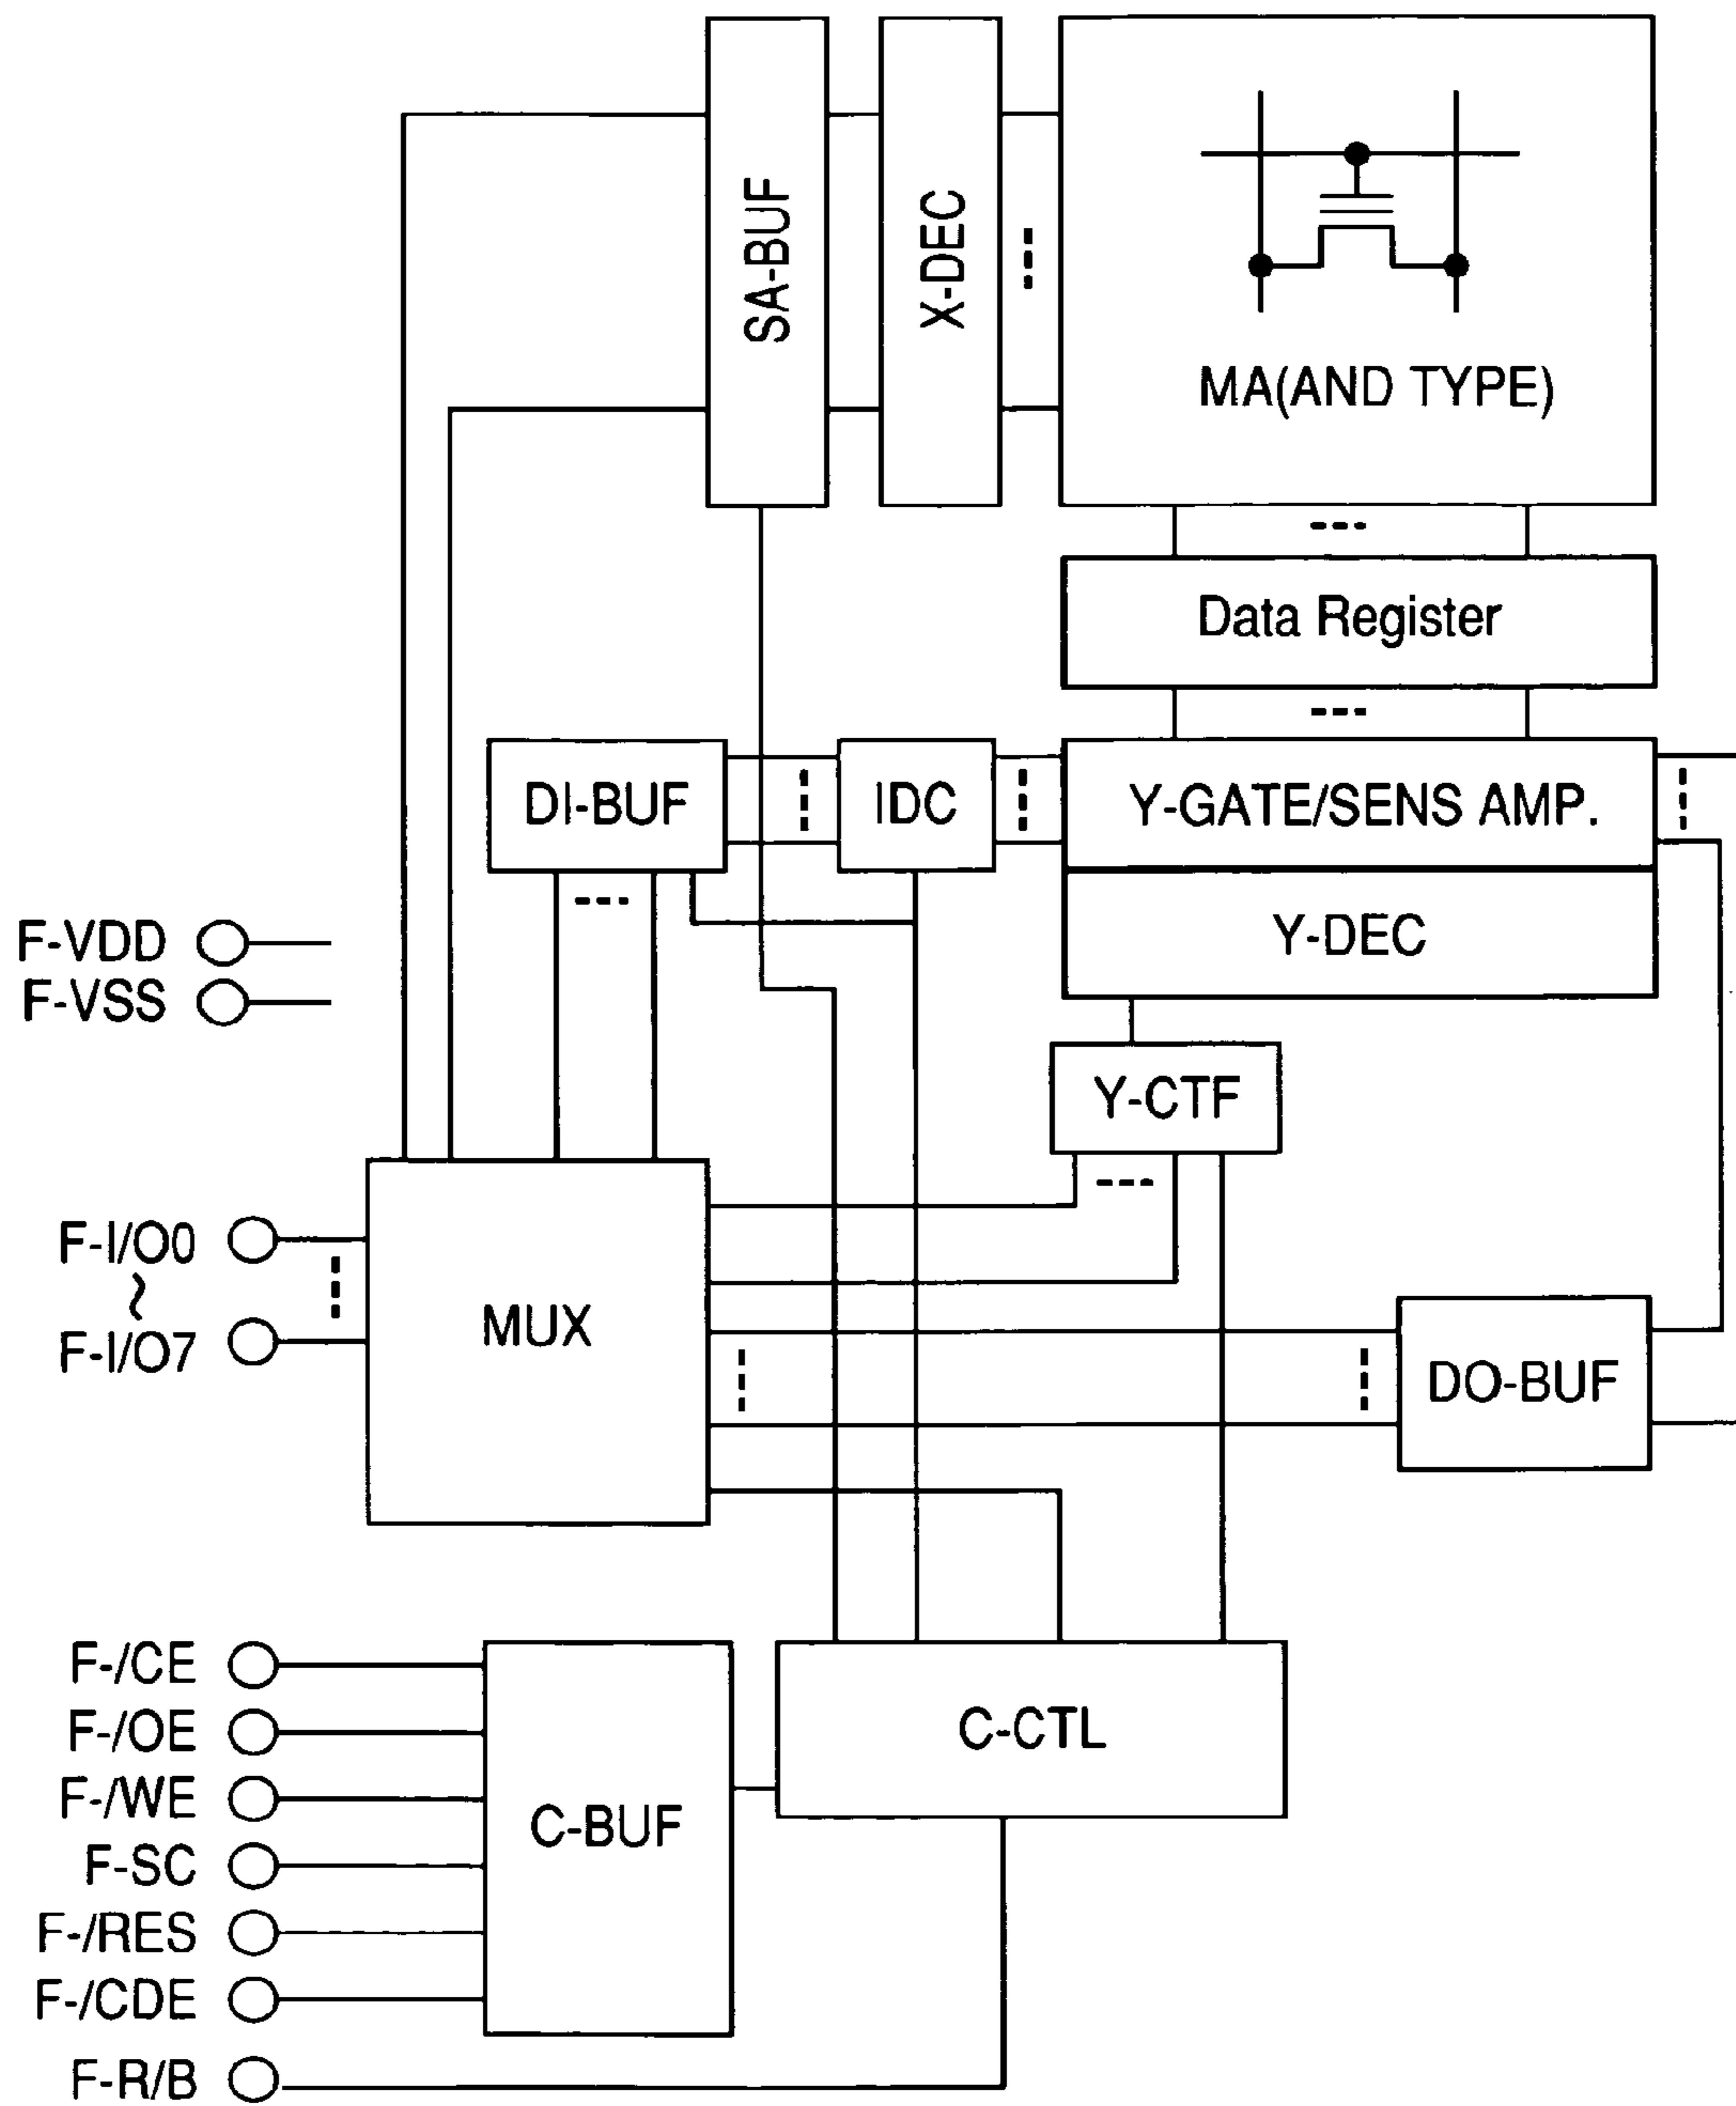 SA-BUF
X-DEC
MA(AND TYPE)
Data Register
DI-BUF
IDC
Y-GATE/SENS AMP.
Y-DEC
F-VDD
F-VSS
Y-CTF
F-I/O0
~
F-I/O7
MUX
DO-BUF
F-/CE
F-/OE
F-/WE
F-SC
F-/RES
F-/CDE
F-R/B
C-BUF
C-CTL